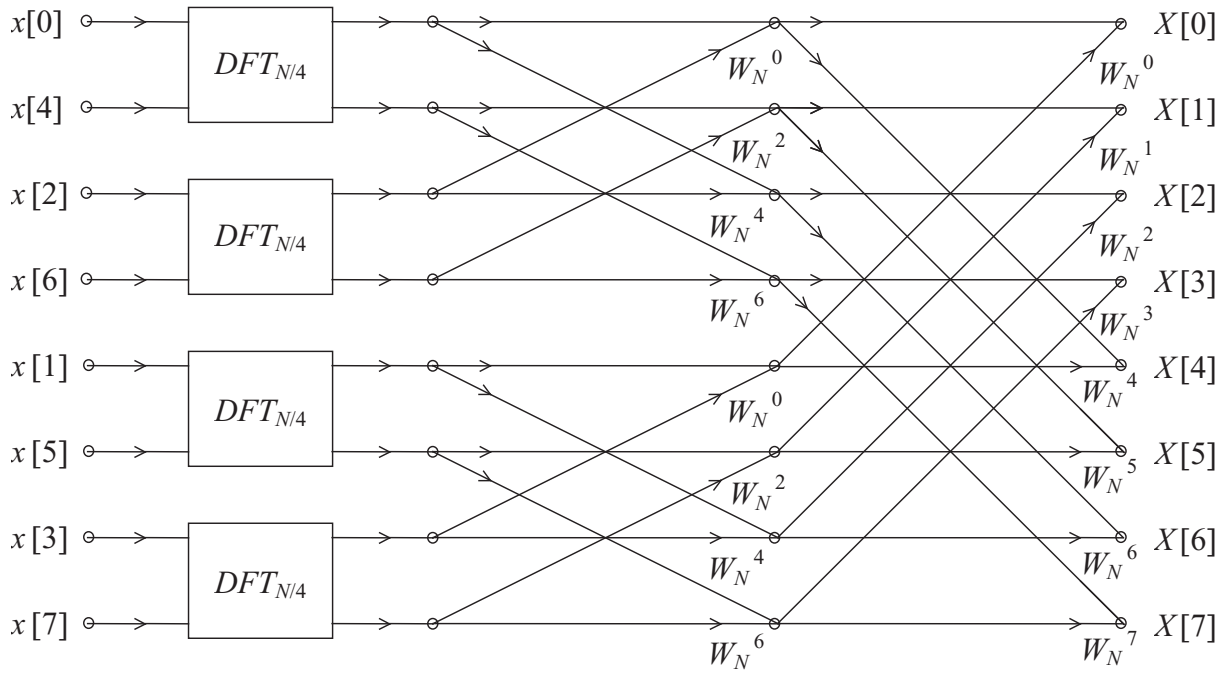 x[0] DFT_{N/4} W_N^0 X[0]
W_N^0
x[4] X[1]
W_N^2 W_N^1
x[2] DFT_{N/4} X[2]
W_N^4 W_N^2
x[6] X[3]
W_N^6 W_N^3
x[1] DFT_{N/4} X[4]
W_N^0 W_N^4
x[5] X[5]
W_N^2 W_N^5
x[3] DFT_{N/4} X[6]
W_N^4 W_N^6
x[7] X[7]
W_N^6 W_N^7